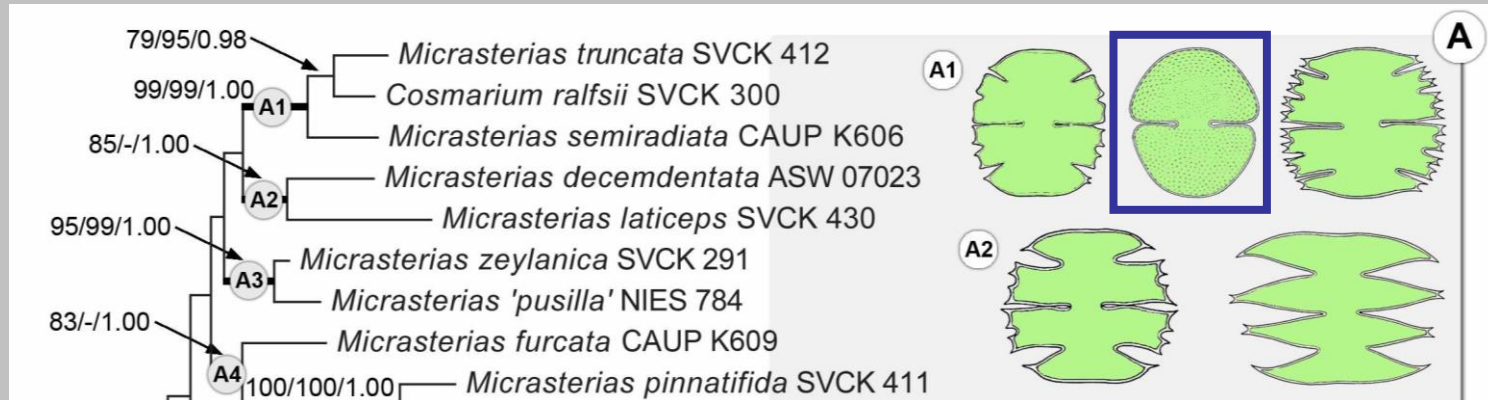 A
79/95/0.98
Micrasterias truncata SVCK 412
A1
99/99/1.00
A1
Cosmarium ralfsii SVCK 300
Micrasterias semiradiata CAUP K606
85/-/1.00
Micrasterias decemdentata ASW 07023
A2
Micrasterias laticeps SVCK 430
95/99/1.00
A2
Micrasterias zeylanica SVCK 291
A3
Micrasterias 'pusilla' NIES 784
83/-/1.00
Micrasterias furcata CAUP K609
A4
100/100/1.00
Micrasterias pinnatifida SVCK 411